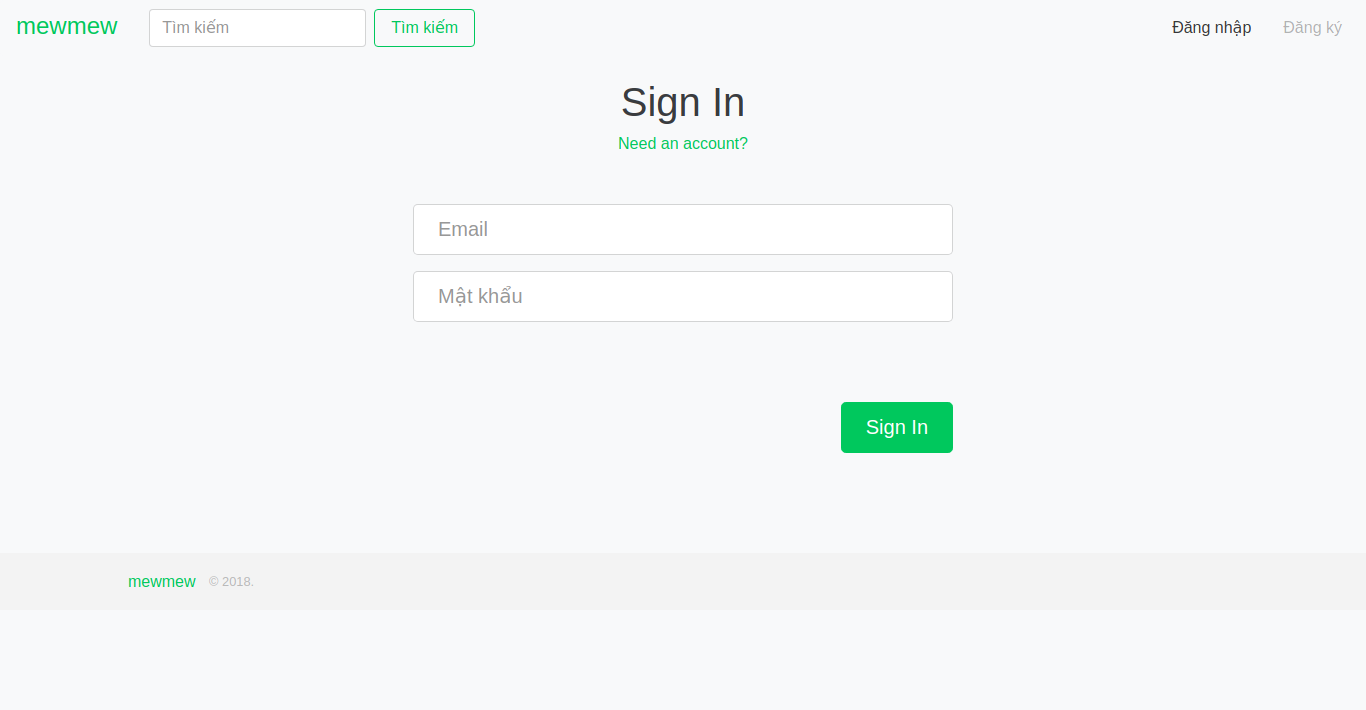 mewmew Tìm kiếm Tìm kiếm Đăng nhập Đăng ký
Sign In
Need an account?
Email
Mật khẩu
Sign In
mewmew © 2018.